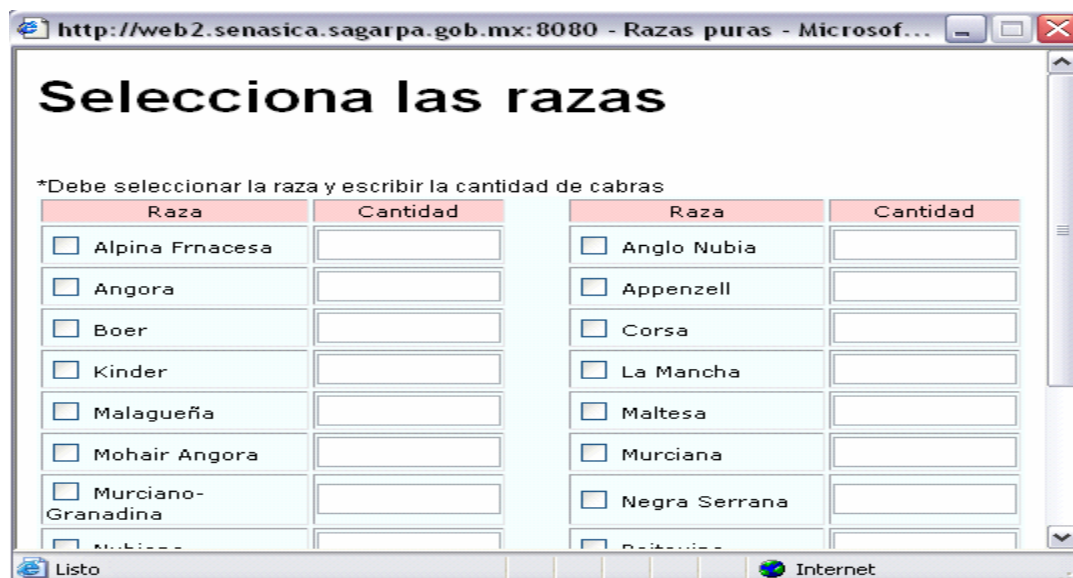 http://web2.senasica.sagarpa.gob.mx:8080 - Razas puras - Microsof...
Selecciona las razas
*Debe seleccionar la raza y escribir la cantidad de cabras
Raza Cantidad Raza Cantidad
Alpina Frnacesa Anglo Nubia
Angora Appenzell
Boer Corsa
Kinder La Mancha
Malagueña Maltesa
Mohair Angora Murciana
Murciano-
Granadina Negra Serrana
Listo Internet